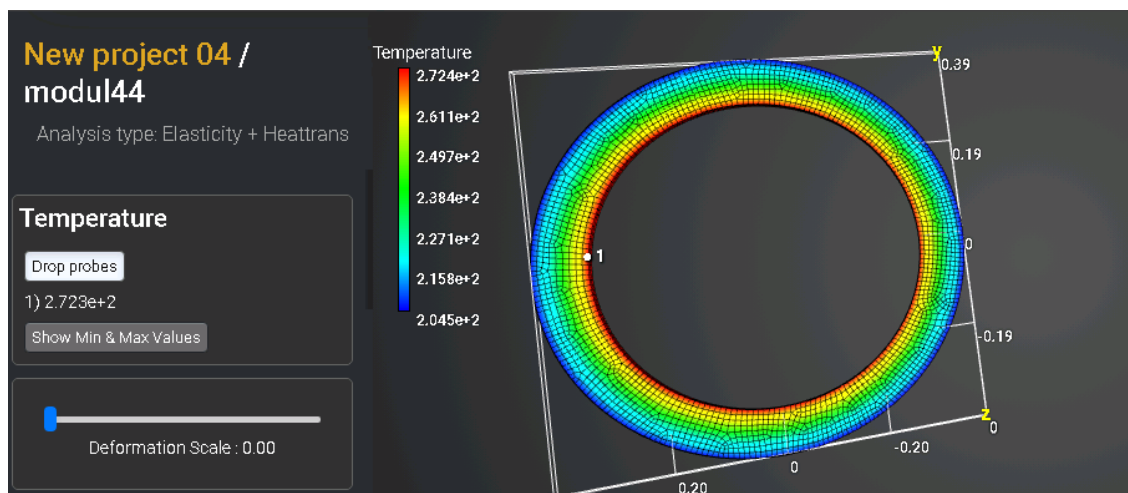 New project 04 /
modul44
Analysis type: Elasticity + Heattrans
Temperature
Drop probes
1) 2.723e+2
Show Min & Max Values
Deformation Scale : 0.00
Temperature
2.724e+2
2.611e+2
2.497e+2
2.384e+2
2.271e+2
2.158e+2
2.045e+2
1
y
0.39
0.19
0
-0.19
z
0
-0.20
0
0.20